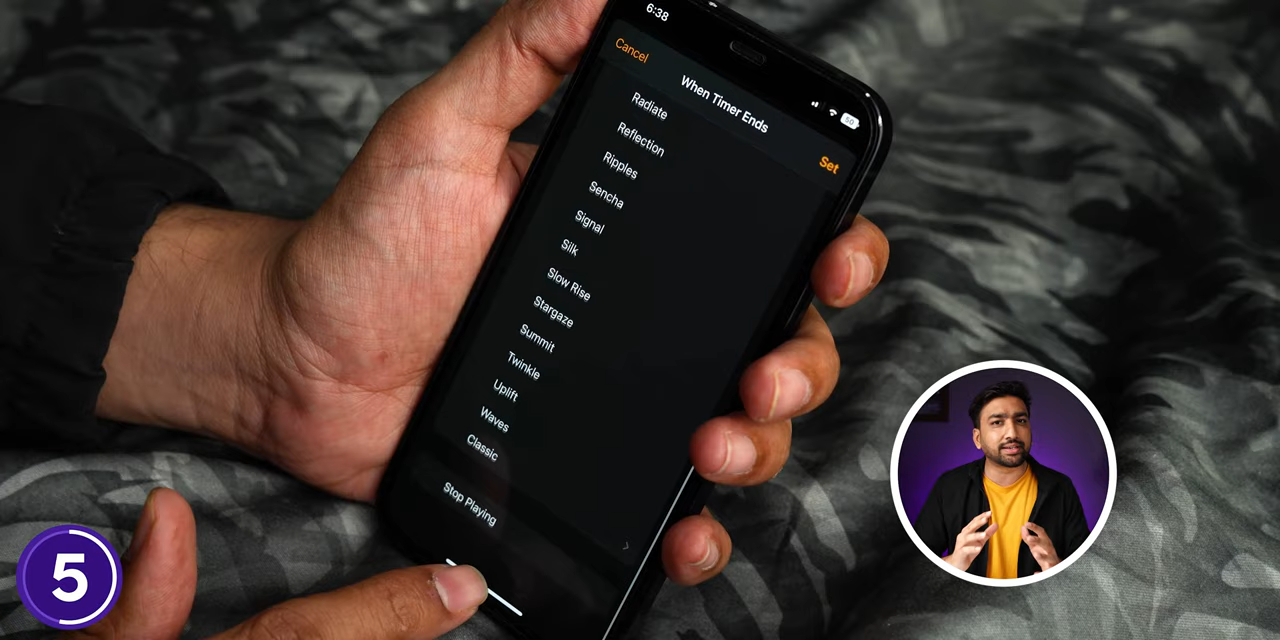 6:38
50
Cancel
When Timer Ends
Set
Radiate
Reflection
Ripples
Sencha
Signal
Silk
Slow Rise
Stargaze
Summit
Twinkle
Uplift
Waves
Classic
Stop Playing
5